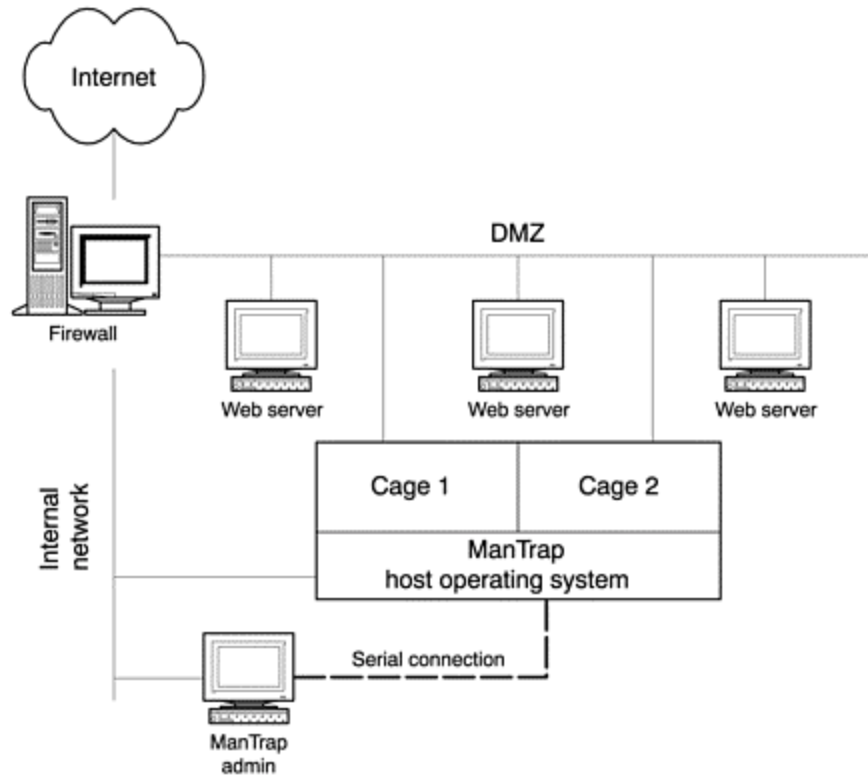 Internet
DMZ
Firewall
Web server
Web server
Web server
Cage 1
Cage 2
ManTrap
host operating system
Internal
network
Serial connection
ManTrap
admin